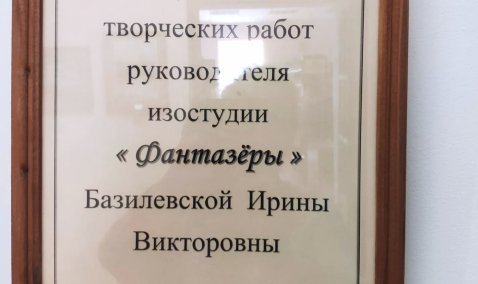 творческих работ
руководителя
изостудии
« Фантазёры »
Базилевской Ирины
Викторовны